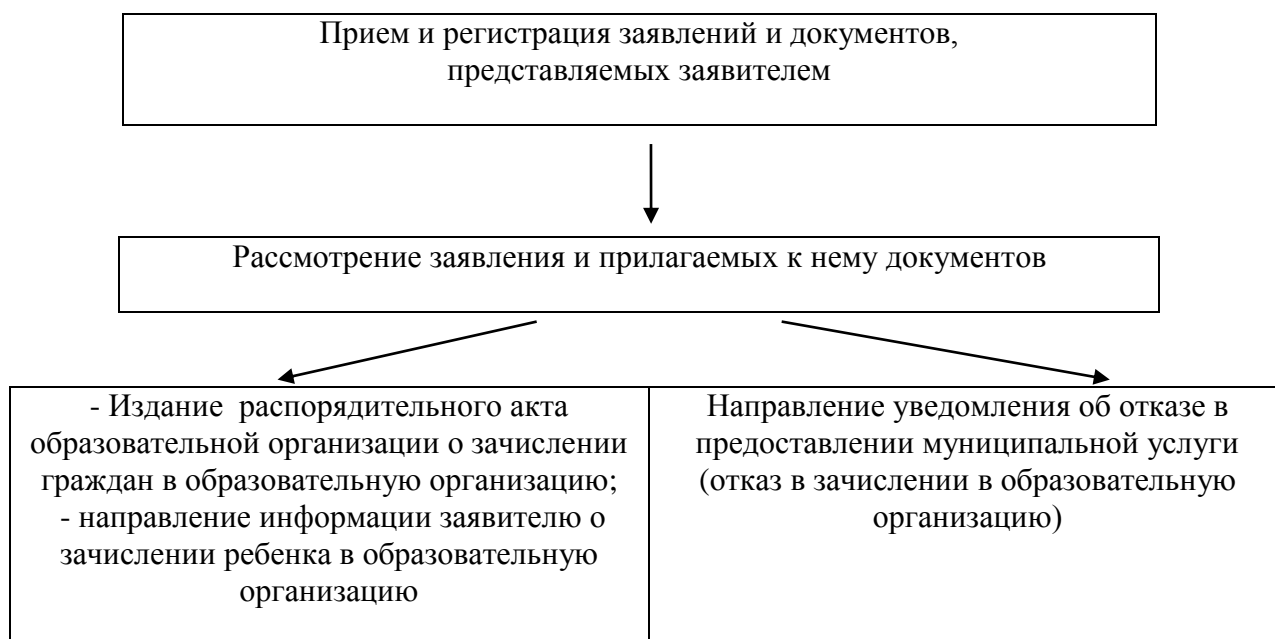 Прием и регистрация заявлений и документов,
представляемых заявителем
Рассмотрение заявления и прилагаемых к нему документов
- Издание распорядительного акта
образовательной организации о зачислении
граждан в образовательную организацию;
- направление информации заявителю о
зачислении ребенка в образовательную
организацию
Направление уведомления об отказе в
предоставлении муниципальной услуги
(отказ в зачислении в образовательную
организацию)